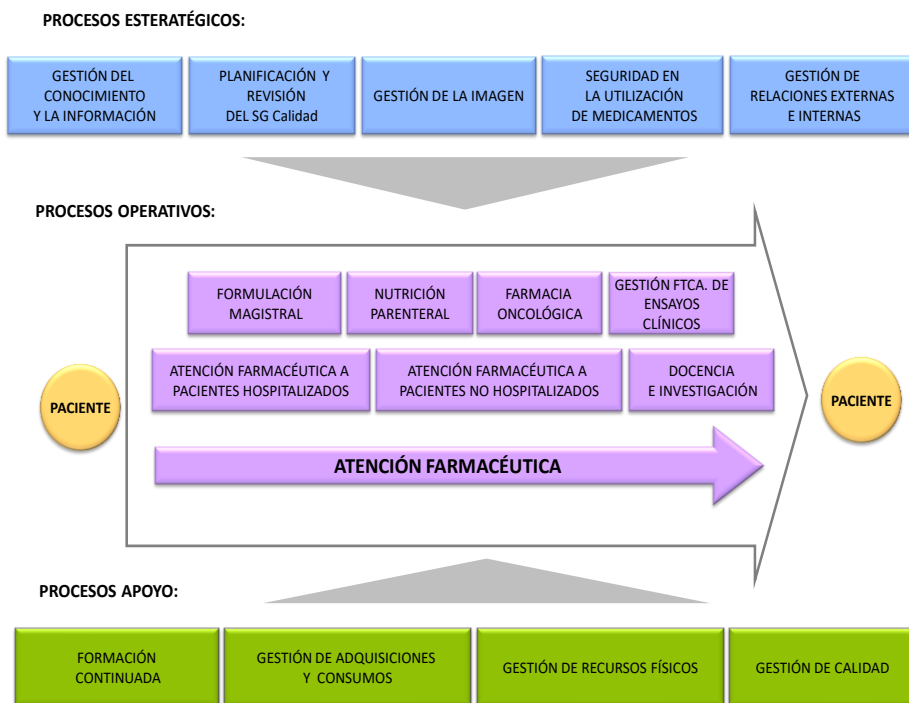 PROCESOS ESTERATÉGICOS:
GESTIÓN DEL
CONOCIMIENTO
Y LA INFORMACIÓN
PLANIFICACIÓN Y
REVISIÓN
DEL SG Calidad
GESTIÓN DE LA IMAGEN
SEGURIDAD EN
LA UTILIZACIÓN
DE MEDICAMENTOS
GESTIÓN DE
RELACIONES EXTERNAS
E INTERNAS
PROCESOS OPERATIVOS:
FORMULACIÓN
MAGISTRAL
NUTRICIÓN
PARENTERAL
FARMACIA
ONCOLÓGICA
GESTIÓN FTCA. DE
ENSAYOS
CLÍNICOS
ATENCIÓN FARMACÉUTICA A
PACIENTES HOSPITALIZADOS
ATENCIÓN FARMACÉUTICA A
PACIENTES NO HOSPITALIZADOS
DOCENCIA
E INVESTIGACIÓN
PACIENTE
PACIENTE
ATENCIÓN FARMACÉUTICA
PROCESOS APOYO:
FORMACIÓN
CONTINUADA
GESTIÓN DE ADQUISICIONES
Y CONSUMOS
GESTIÓN DE RECURSOS FÍSICOS
GESTIÓN DE CALIDAD